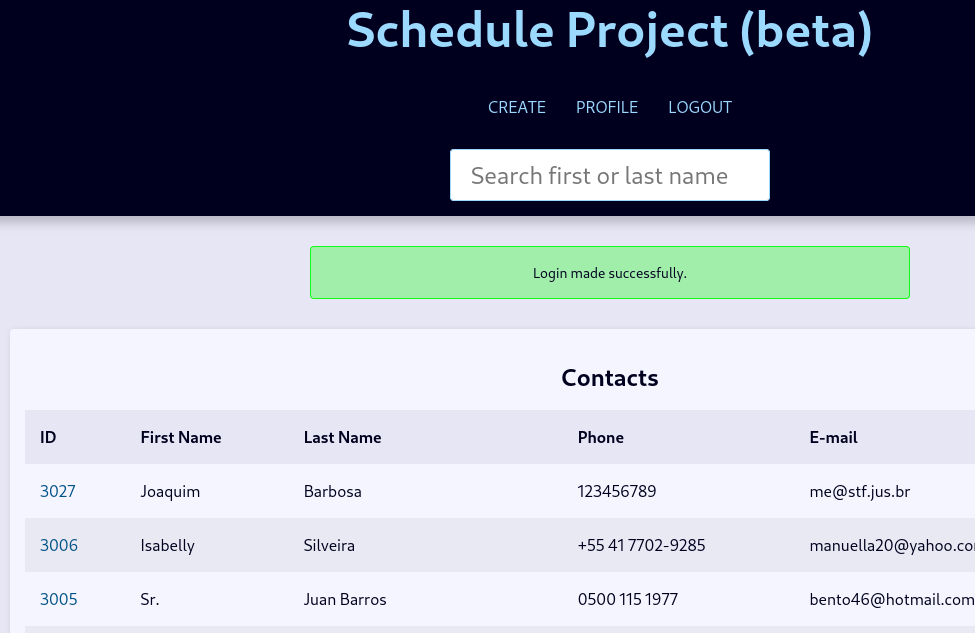 Schedule Project (beta)
CREATE PROFILE LOGOUT
Search first or last name
Login made successfully.
Contacts
ID First Name Last Name Phone E-mail
3027 Joaquim Barbosa 123456789 me@stf.jus.br
3006 Isabelly Silveira +55 41 7702-9285 manuella20@yahoo.co
3005 Sr. Juan Barros 0500 115 1977 bento46@hotmail.com